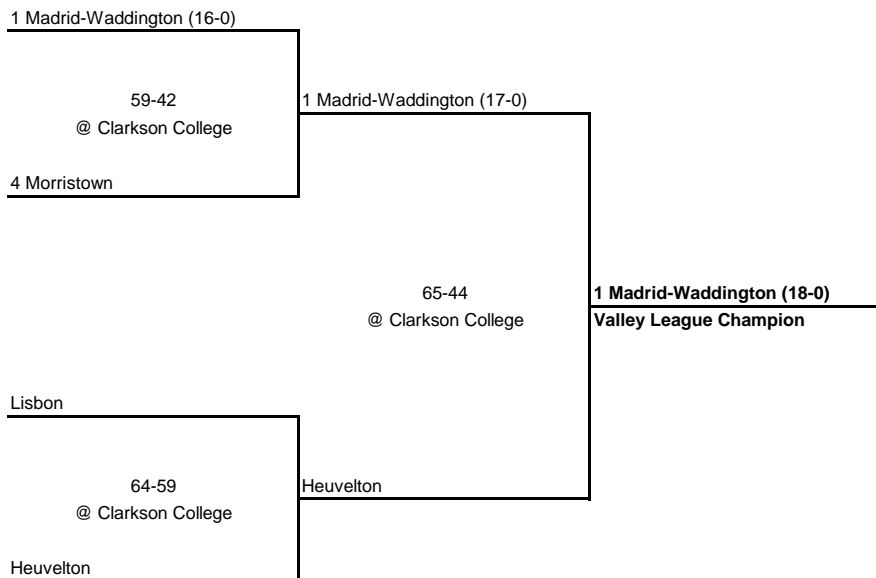 1 Madrid-Waddington (16-0)
59-42
@ Clarkson College
1 Madrid-Waddington (17-0)
4 Morristown
65-44
@ Clarkson College
1 Madrid-Waddington (18-0)
Valley League Champion
Lisbon
64-59
@ Clarkson College
Heuvelton
Heuvelton